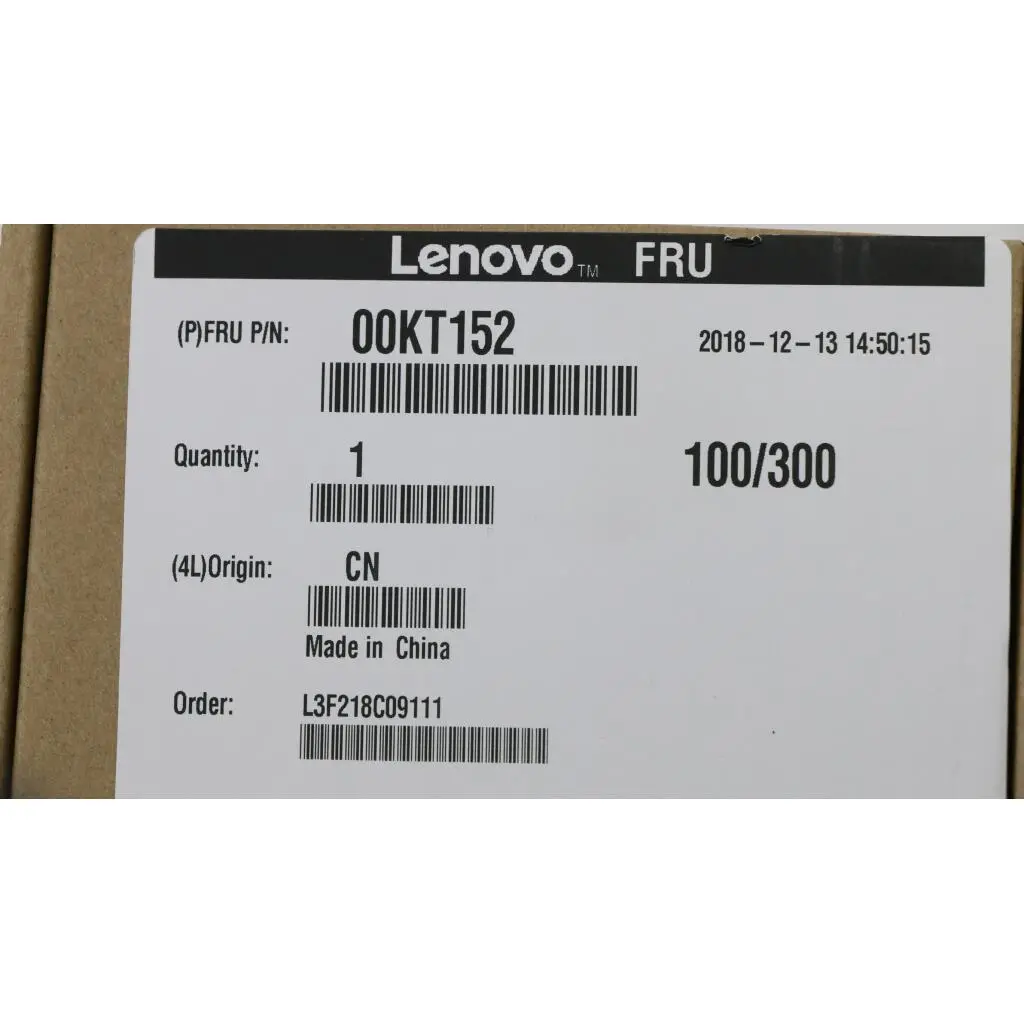 Lenovo™ FRU
(P)FRU P/N: 00KT152 2018-12-13 14:50:15
Quantity: 1 100/300
(4L)Origin: CN
Made in China
Order: L3F218C09111